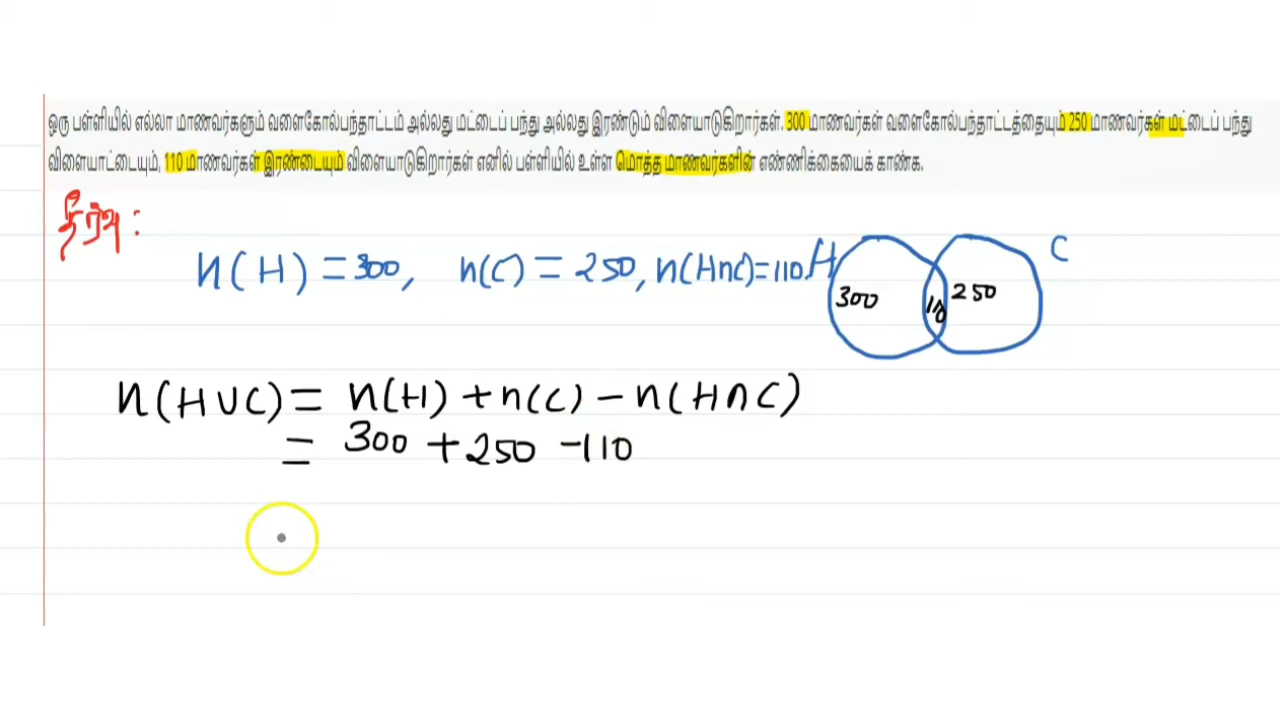 ஒரு பள்ளியில் எல்லா மாணவர்களும் வளைகோல்பந்தாட்டம் அல்லது மட்டைப் பந்து அல்லது இரண்டும் விளையாடுகிறார்கள். 300 மாணவர்கள் வளைகோல்பந்தாட்டத்தையும் 250 மாணவர்கள் மட்டைப் பந்து
விளையாட்டையும், 110 மாணவர்கள் இரண்டையும் விளையாடுகிறார்கள் எனில் பள்ளியில் உள்ள மொத்த மாணவர்களின் எண்ணிக்கையைக் காண்க.
தீர்வு :
n(H) = 300, n(C) = 250, n(H∩C)=110
H C
300 110 250
n(H∪C) = n(H) + n(C) - n(H∩C)
= 300 + 250 - 110